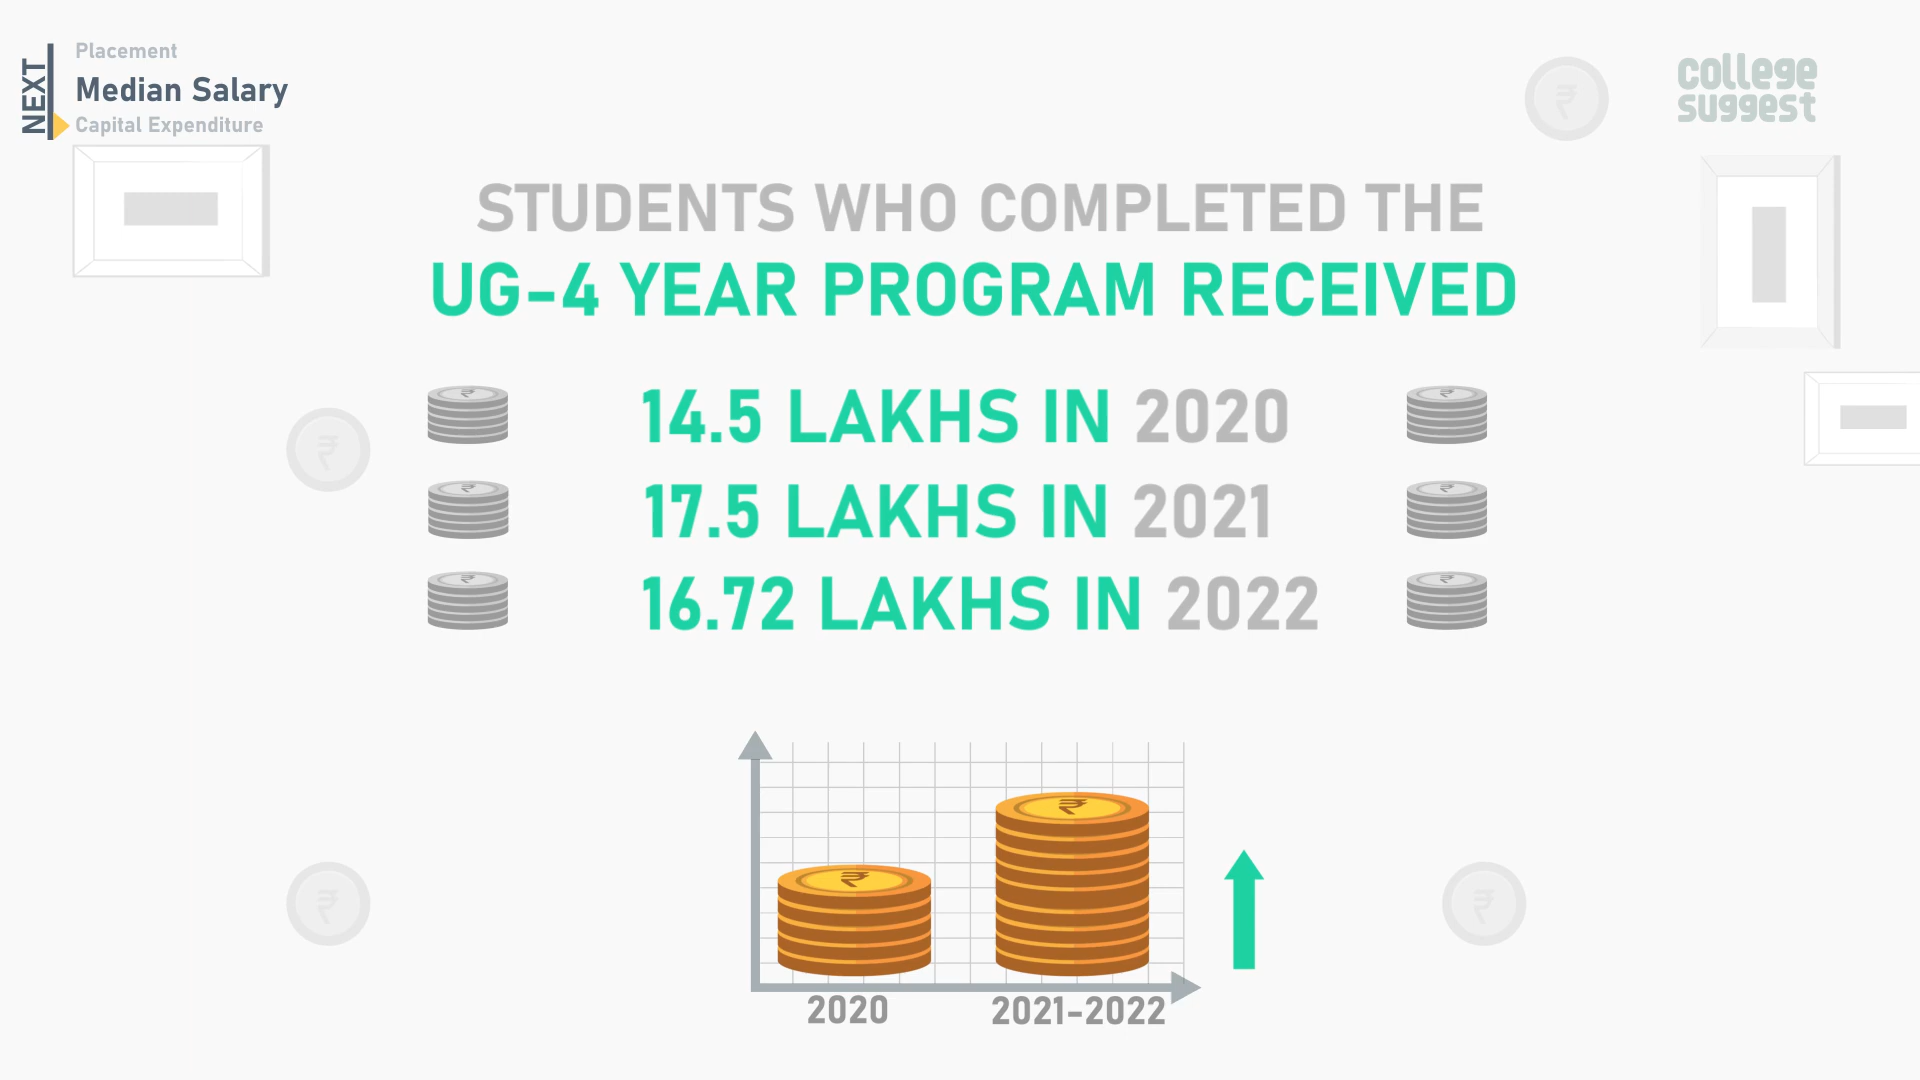 NEXT
Placement
Median Salary
Capital Expenditure
college
suggest
STUDENTS WHO COMPLETED THE
UG-4 YEAR PROGRAM RECEIVED
14.5 LAKHS IN 2020
17.5 LAKHS IN 2021
16.72 LAKHS IN 2022
2020
2021-2022